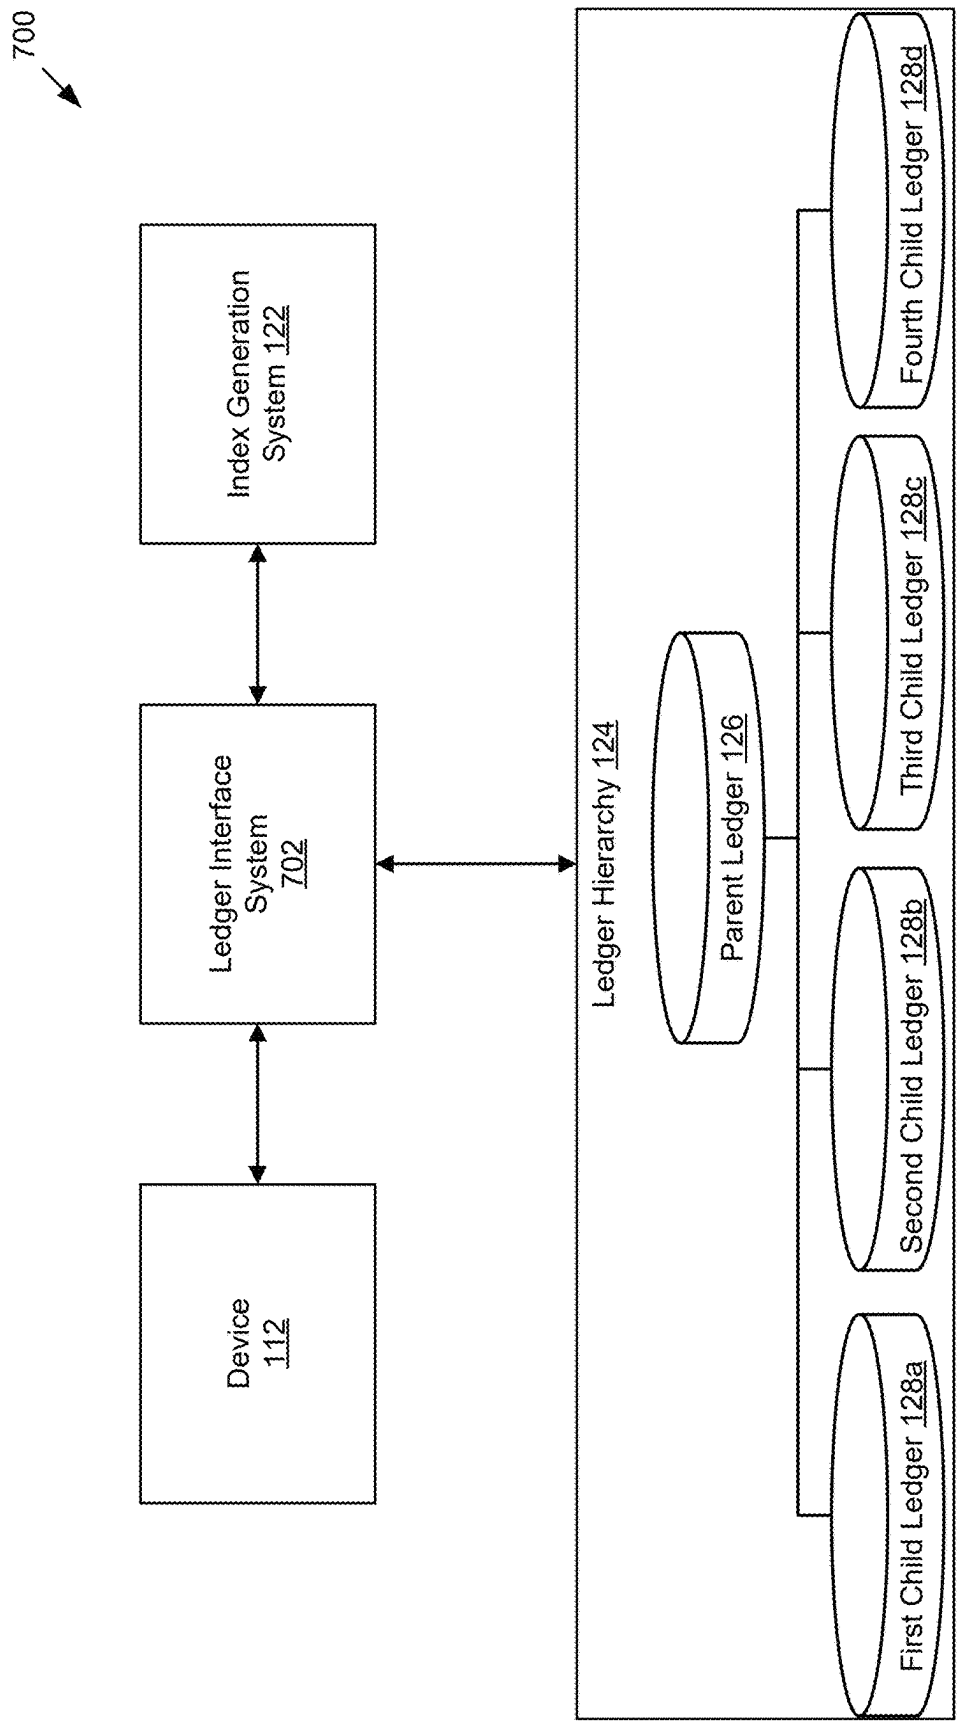 700
Device
112
Ledger Interface
System
702
Index Generation
System 122
Ledger Hierarchy 124
Parent Ledger 126
First Child Ledger 128a
Second Child Ledger 128b
Third Child Ledger 128c
Fourth Child Ledger 128d